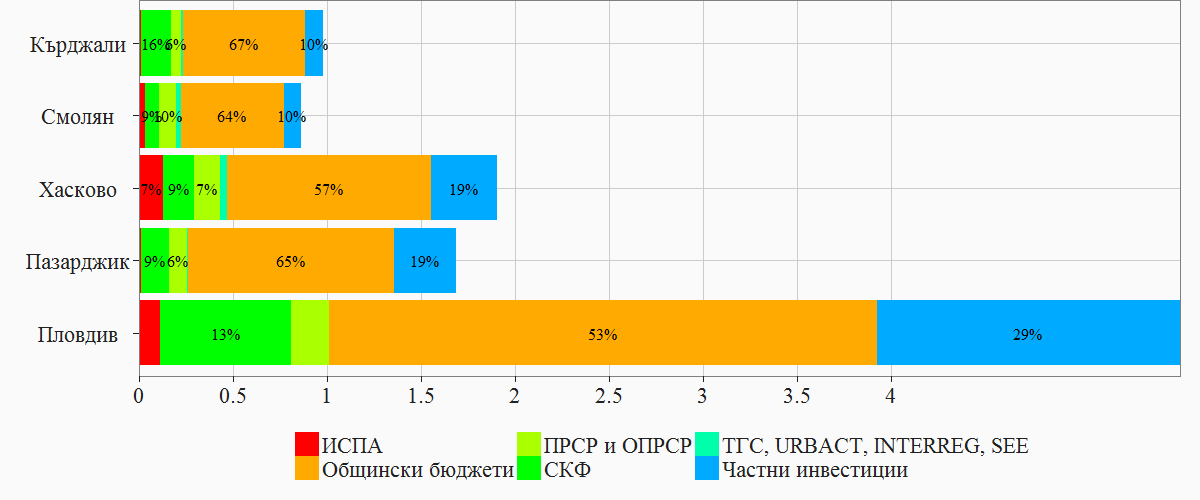 Кърджали 16% 6% 67% 10%
Смолян 9% 10% 64% 10%
Хасково 7% 9% 7% 57% 19%
Пазарджик 9% 6% 65% 19%
Пловдив 13% 53% 29%
0 0.5 1 1.5 2 2.5 3 3.5 4
ИСПА ПРСР и ОПРСР ТГС, URBACT, INTERREG, SEE
Общински бюджети СКФ Частни инвестиции